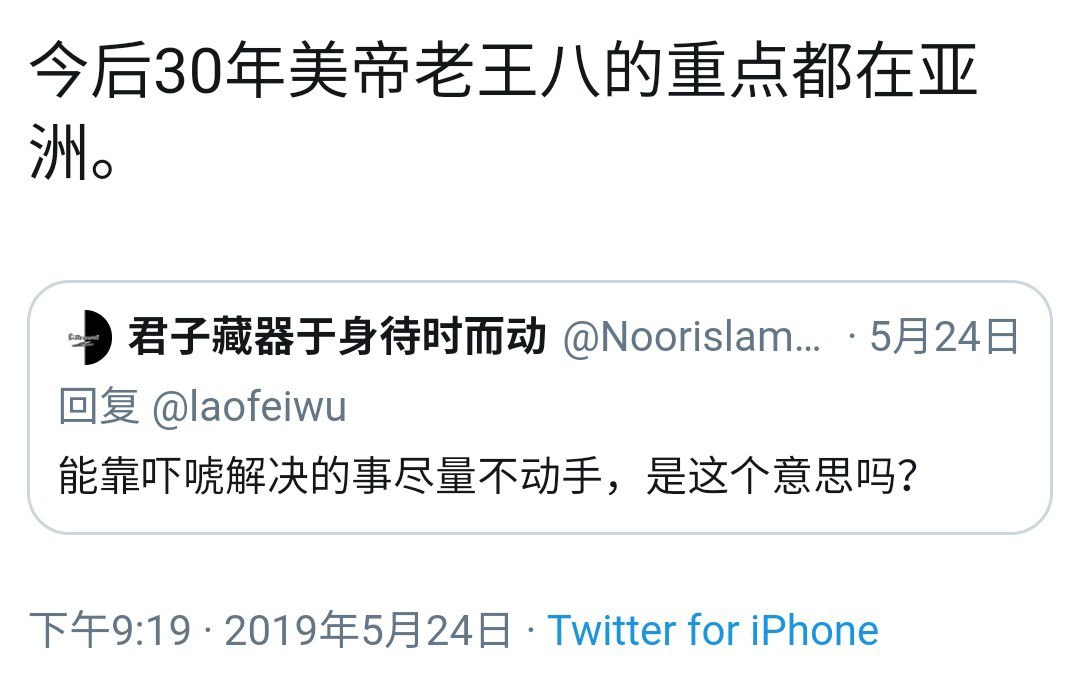 今后30年美帝老王八的重点都在亚
洲。
君子藏器于身待时而动 @Noorislam… · 5月24日
回复 @laofeiwu
能靠吓唬解决的事尽量不动手，是这个意思吗？
下午9:19 · 2019年5月24日 · Twitter for iPhone